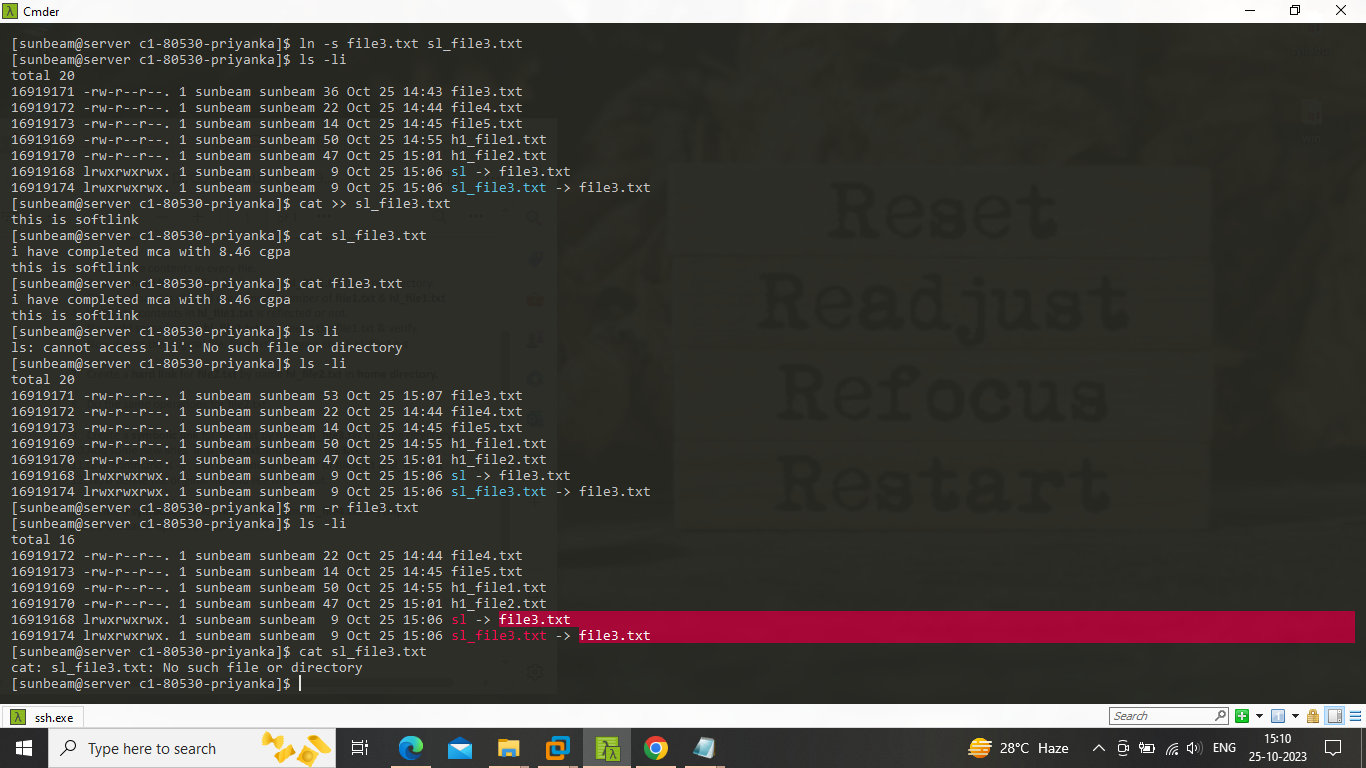 Cmder
[sunbeam@server c1-80530-priyanka]$ ln -s file3.txt sl_file3.txt
[sunbeam@server c1-80530-priyanka]$ ls -li
total 20
16919171 -rw-r--r--. 1 sunbeam sunbeam 36 Oct 25 14:43 file3.txt
16919172 -rw-r--r--. 1 sunbeam sunbeam 22 Oct 25 14:44 file4.txt
16919173 -rw-r--r--. 1 sunbeam sunbeam 14 Oct 25 14:45 file5.txt
16919169 -rw-r--r--. 1 sunbeam sunbeam 50 Oct 25 14:55 h1_file1.txt
16919170 -rw-r--r--. 1 sunbeam sunbeam 47 Oct 25 15:01 h1_file2.txt
16919168 lrwxrwxrwx. 1 sunbeam sunbeam  9 Oct 25 15:06 sl -> file3.txt
16919174 lrwxrwxrwx. 1 sunbeam sunbeam  9 Oct 25 15:06 sl_file3.txt -> file3.txt
[sunbeam@server c1-80530-priyanka]$ cat >> sl_file3.txt
this is softlink
[sunbeam@server c1-80530-priyanka]$ cat sl_file3.txt
i have completed mca with 8.46 cgpa
this is softlink
[sunbeam@server c1-80530-priyanka]$ cat file3.txt
i have completed mca with 8.46 cgpa
this is softlink
[sunbeam@server c1-80530-priyanka]$ ls li
ls: cannot access 'li': No such file or directory
[sunbeam@server c1-80530-priyanka]$ ls -li
total 20
16919171 -rw-r--r--. 1 sunbeam sunbeam 53 Oct 25 15:07 file3.txt
16919172 -rw-r--r--. 1 sunbeam sunbeam 22 Oct 25 14:44 file4.txt
16919173 -rw-r--r--. 1 sunbeam sunbeam 14 Oct 25 14:45 file5.txt
16919169 -rw-r--r--. 1 sunbeam sunbeam 50 Oct 25 14:55 h1_file1.txt
16919170 -rw-r--r--. 1 sunbeam sunbeam 47 Oct 25 15:01 h1_file2.txt
16919168 lrwxrwxrwx. 1 sunbeam sunbeam  9 Oct 25 15:06 sl -> file3.txt
16919174 lrwxrwxrwx. 1 sunbeam sunbeam  9 Oct 25 15:06 sl_file3.txt -> file3.txt
[sunbeam@server c1-80530-priyanka]$ rm -r file3.txt
[sunbeam@server c1-80530-priyanka]$ ls -li
total 16
16919172 -rw-r--r--. 1 sunbeam sunbeam 22 Oct 25 14:44 file4.txt
16919173 -rw-r--r--. 1 sunbeam sunbeam 14 Oct 25 14:45 file5.txt
16919169 -rw-r--r--. 1 sunbeam sunbeam 50 Oct 25 14:55 h1_file1.txt
16919170 -rw-r--r--. 1 sunbeam sunbeam 47 Oct 25 15:01 h1_file2.txt
16919168 lrwxrwxrwx. 1 sunbeam sunbeam  9 Oct 25 15:06 sl -> file3.txt
16919174 lrwxrwxrwx. 1 sunbeam sunbeam  9 Oct 25 15:06 sl_file3.txt -> file3.txt
[sunbeam@server c1-80530-priyanka]$ cat sl_file3.txt
cat: sl_file3.txt: No such file or directory
[sunbeam@server c1-80530-priyanka]$
Reset
Readjust
Refocus
Restart
ssh.exe
Search
Type here to search
28°C Haze
ENG
15:10
25-10-2023